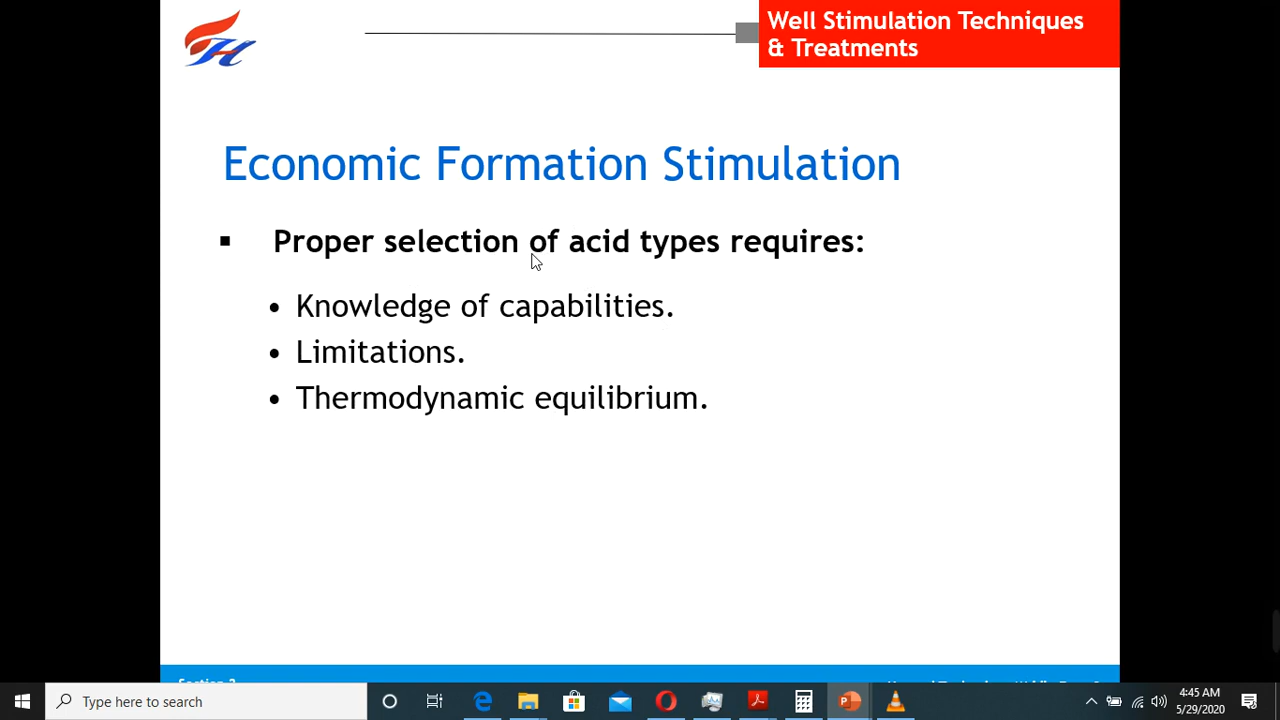 Well Stimulation Techniques
& Treatments
Economic Formation Stimulation
▪ Proper selection of acid types requires:
• Knowledge of capabilities.
• Limitations.
• Thermodynamic equilibrium.
Type here to search
4:45 AM
5/29/2020